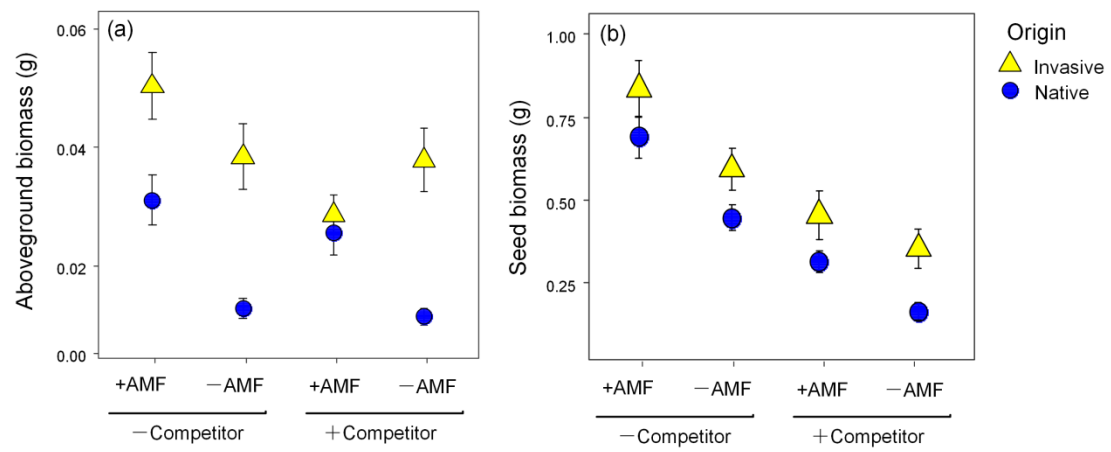 (a)
Aboveground biomass (g)
0.06
0.04
0.02
0.00
+AMF －AMF +AMF －AMF
－Competitor ＋Competitor
(b)
Seed biomass (g)
1.00
0.75
0.50
0.25
+AMF －AMF +AMF －AMF
－Competitor ＋Competitor
Origin
Invasive
Native